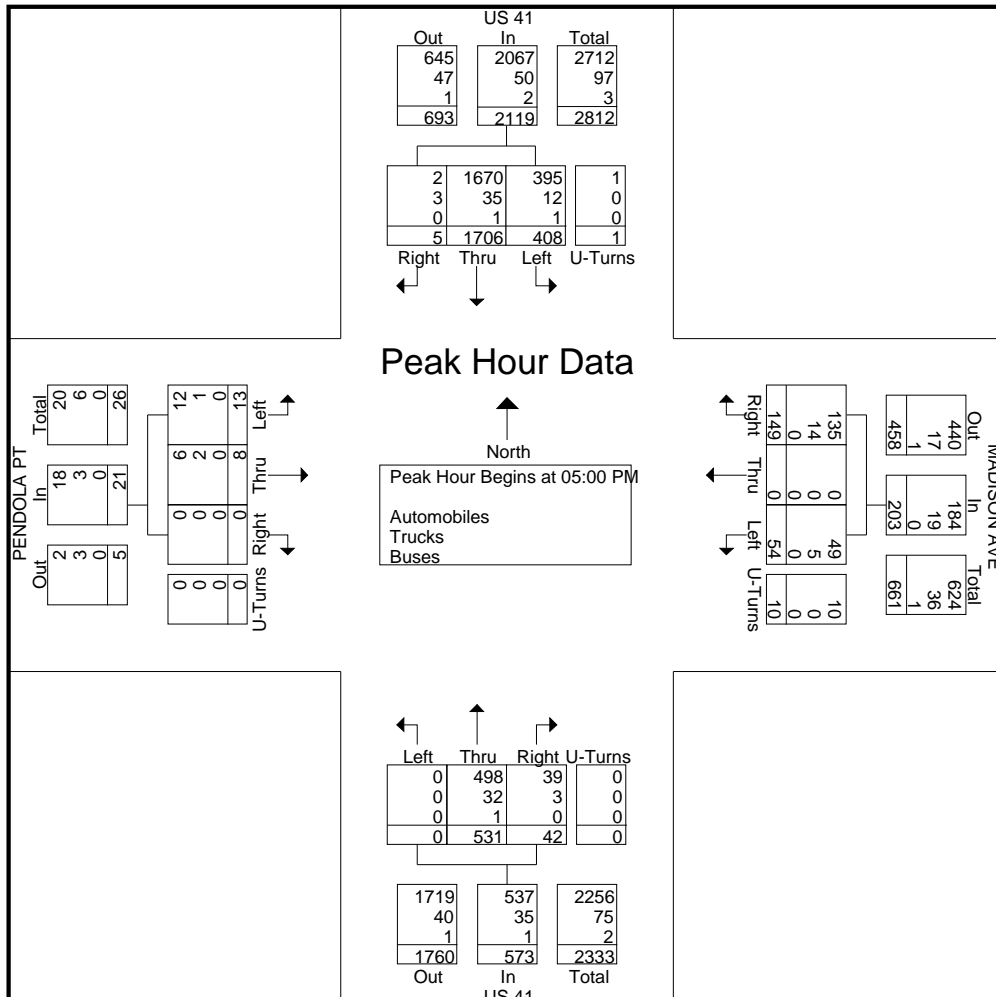 US 41
Out In Total
645 2067 2712
47 50 97
1 2 3
693 2119 2812
2 1670 395 1
3 35 12 0
0 1 1 0
5 1706 408 1
Right Thru Left U-Turns
Peak Hour Data
North
Peak Hour Begins at 05:00 PM
Automobiles
Trucks
Buses
PENDOLA PT
Out In Total
2 18 20
3 3 6
0 0 0
5 21 26
U-Turns Right Thru Left
0 0 6 12
0 0 2 1
0 0 0 0
0 0 8 13
MADISON AVE
Out In Total
440 184 624
17 19 36
1 0 1
458 203 661
135 0 49 10
14 0 5 0
0 0 0 0
149 0 54 10
Right Thru Left U-Turns
Left Thru Right U-Turns
0 498 39 0
0 32 3 0
0 1 0 0
0 531 42 0
1719 537 2256
40 35 75
1 1 2
1760 573 2333
Out In Total
US 41